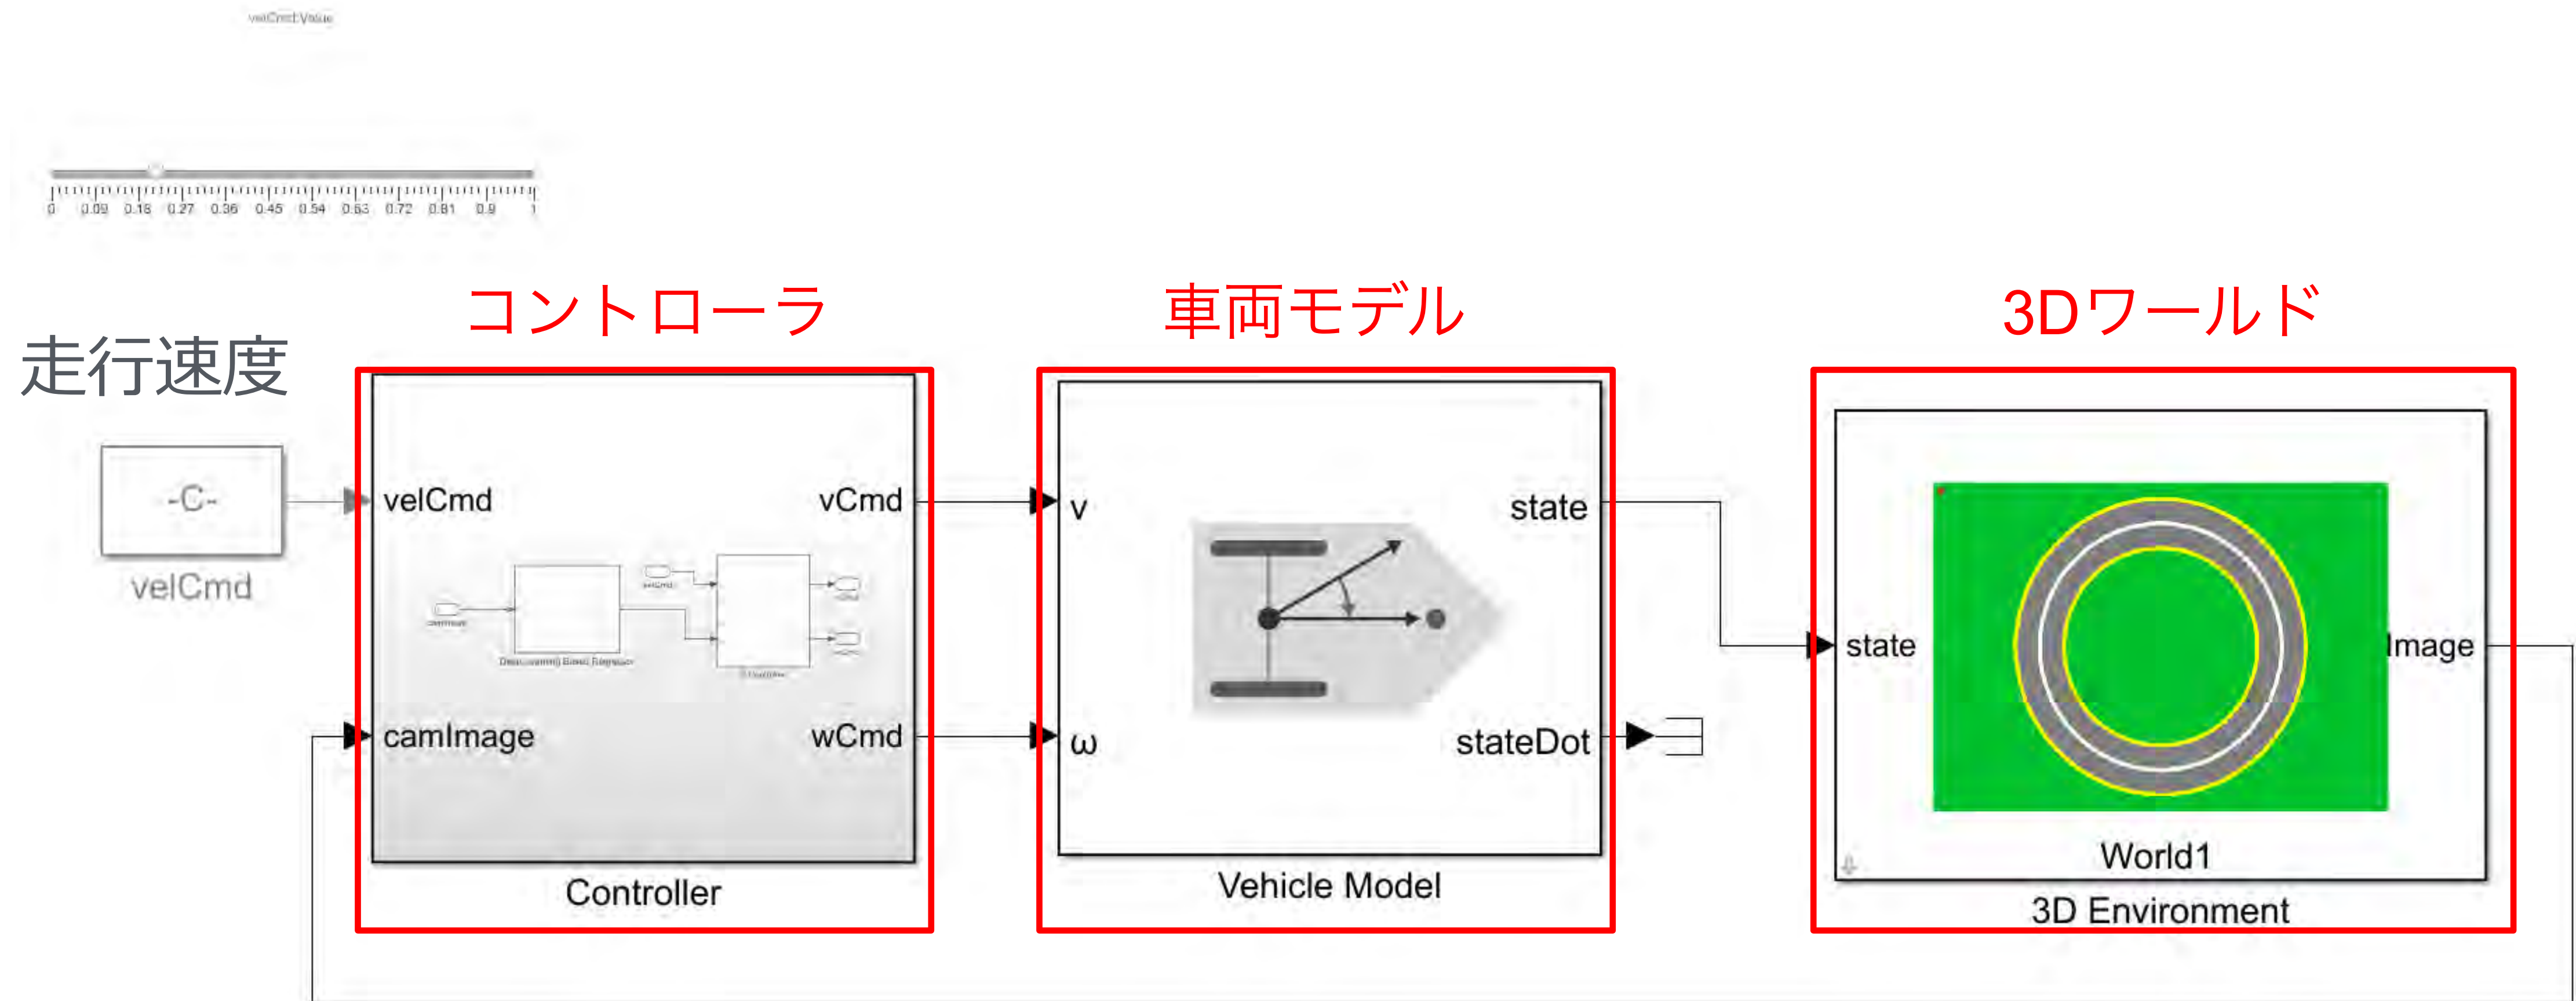 velCmd:Value
0 0.09 0.18 0.27 0.36 0.45 0.54 0.63 0.72 0.81 0.9 1
コントローラ
車両モデル
3Dワールド
走行速度
-C-
velCmd
velCmd
vCmd
camImage
wCmd
Controller
v
state
ω
stateDot
Vehicle Model
state
Image
World1
3D Environment